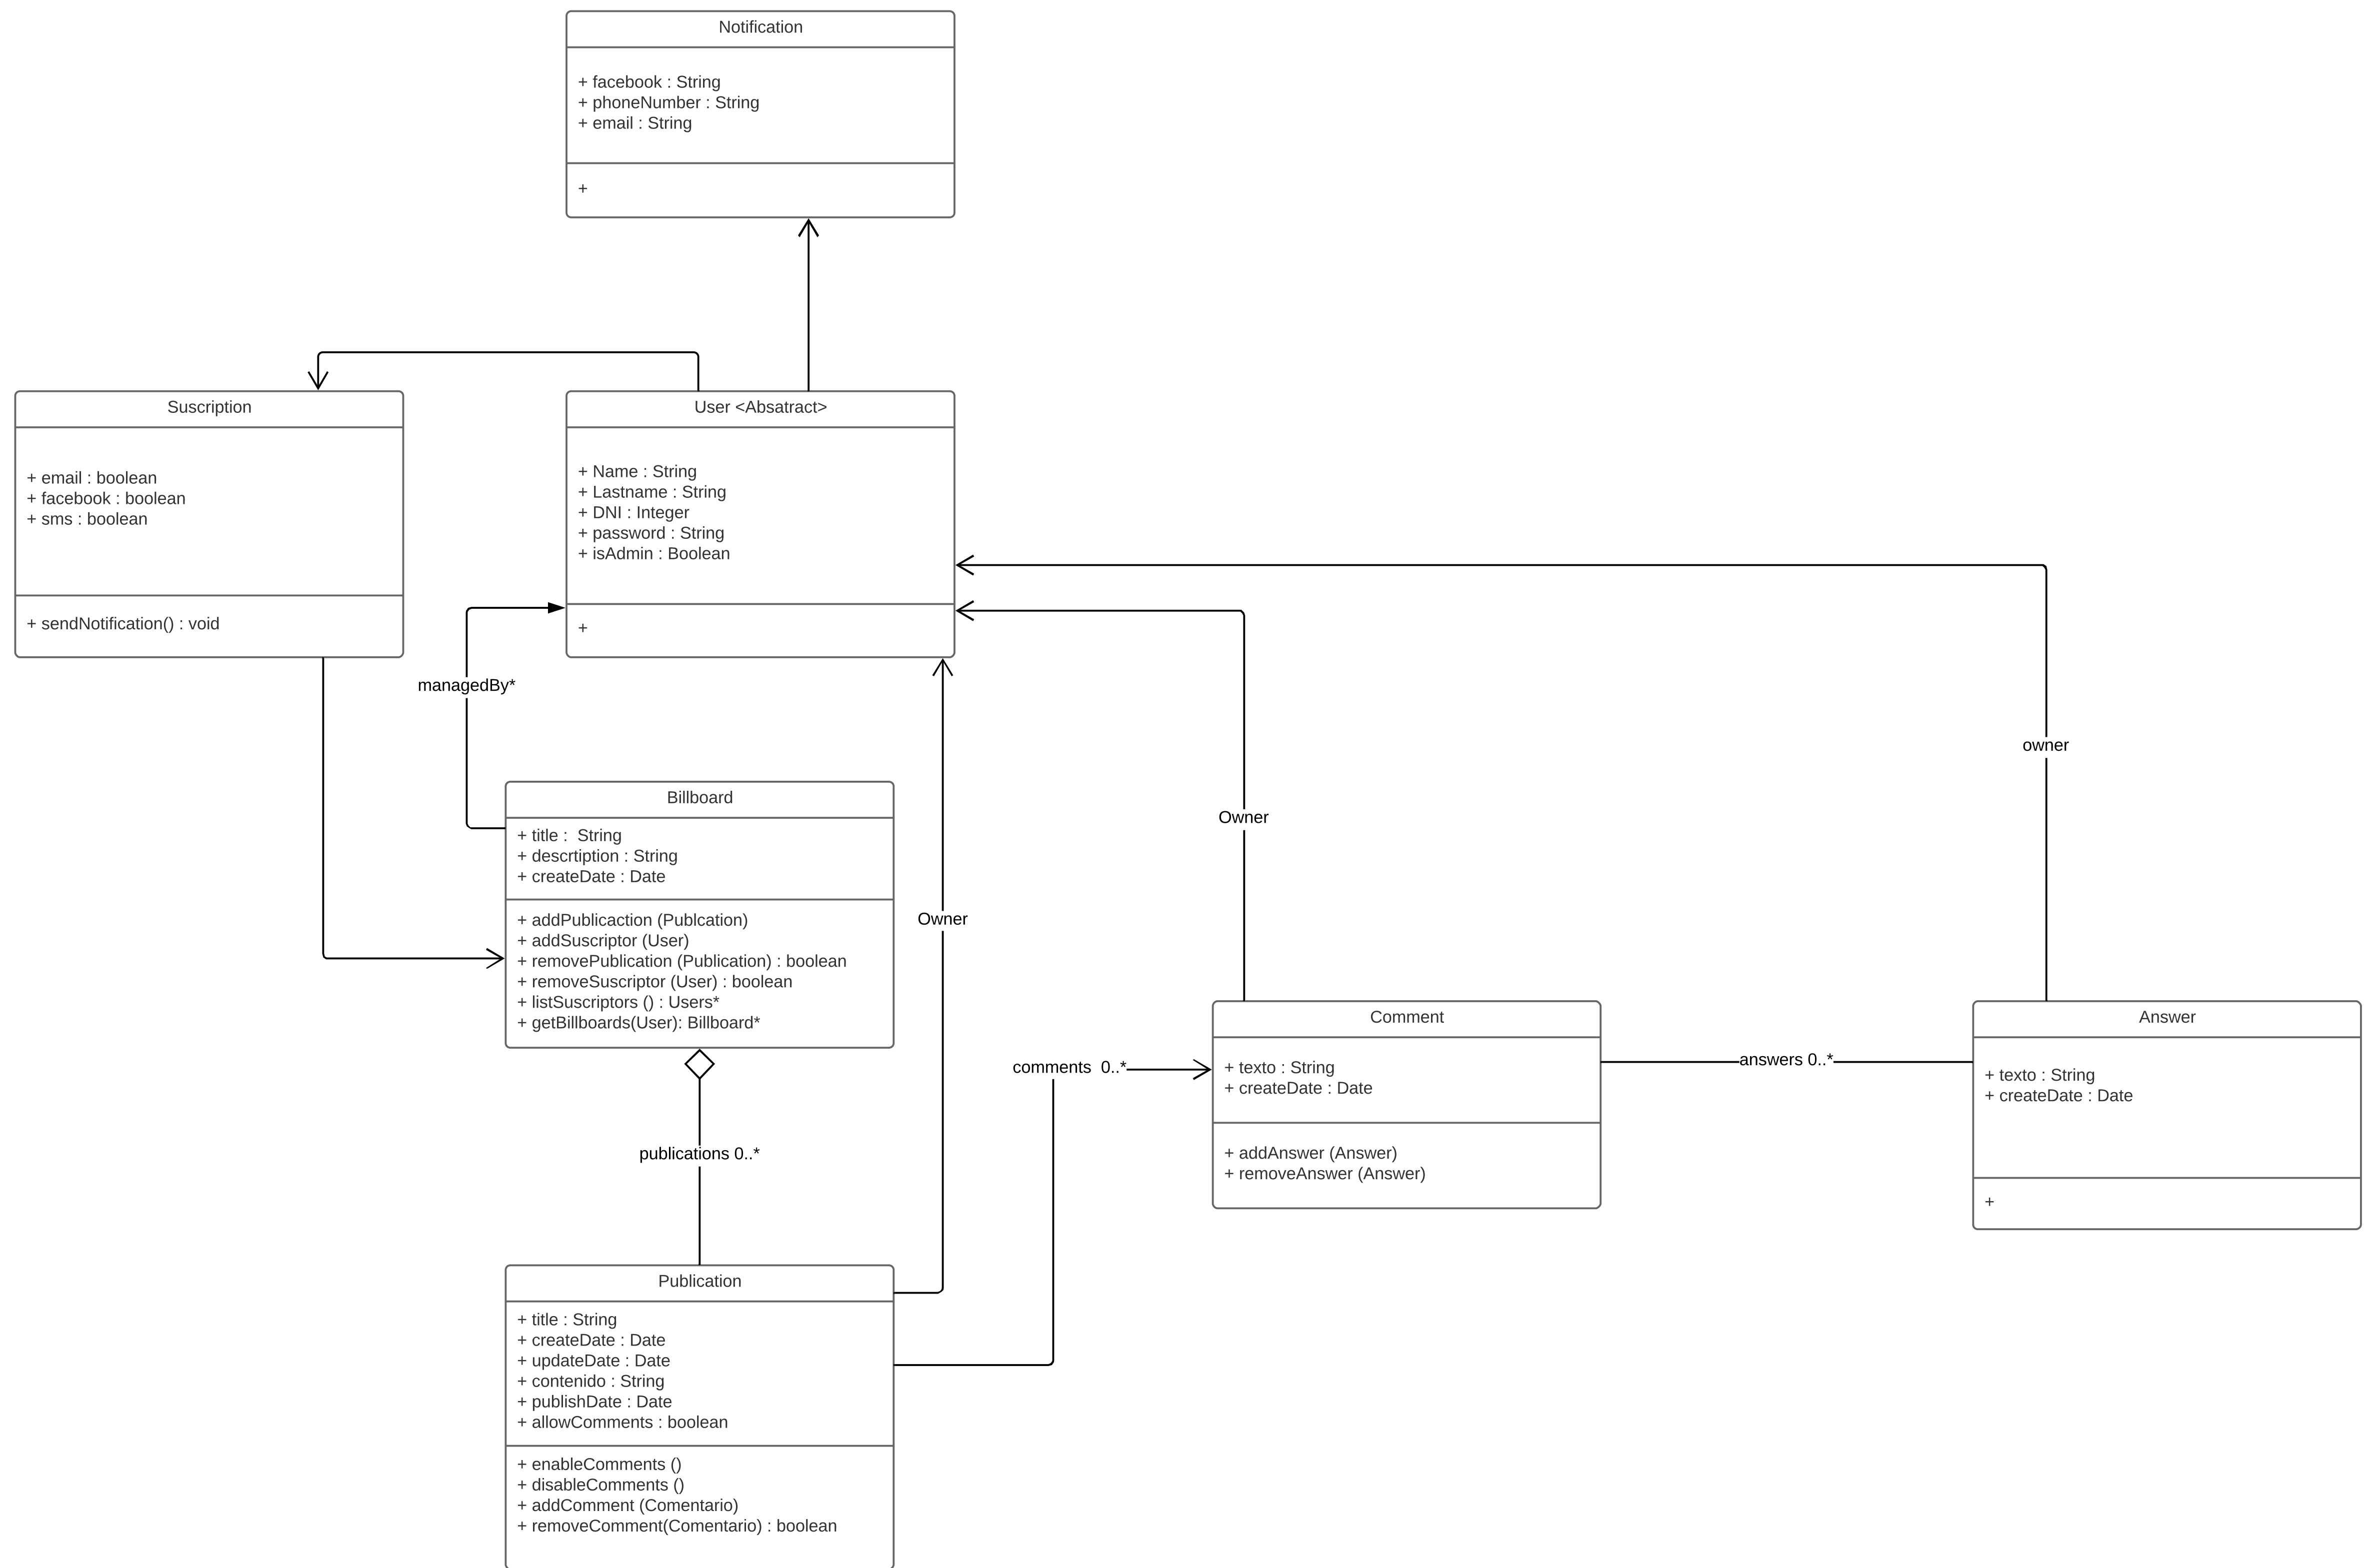 Notification
+ facebook : String
+ phoneNumber : String
+ email : String
+
Suscription
+ email : boolean
+ facebook : boolean
+ sms : boolean
+ sendNotification() : void
User <Absatract>
+ Name : String
+ Lastname : String
+ DNI : Integer
+ password : String
+ isAdmin : Boolean
+
managedBy*
owner
Owner
Billboard
+ title :  String
+ descrtiption : String
+ createDate : Date
+ addPublicaction (Publcation)
+ addSuscriptor (User)
+ removePublication (Publication) : boolean
+ removeSuscriptor (User) : boolean
+ listSuscriptors () : Users*
+ getBillboards(User): Billboard*
Owner
comments  0..*
Comment
+ texto : String
+ createDate : Date
+ addAnswer (Answer)
+ removeAnswer (Answer)
answers 0..*
Answer
+ texto : String
+ createDate : Date
+
publications 0..*
Publication
+ title : String
+ createDate : Date
+ updateDate : Date
+ contenido : String
+ publishDate : Date
+ allowComments : boolean
+ enableComments ()
+ disableComments ()
+ addComment (Comentario)
+ removeComment(Comentario) : boolean